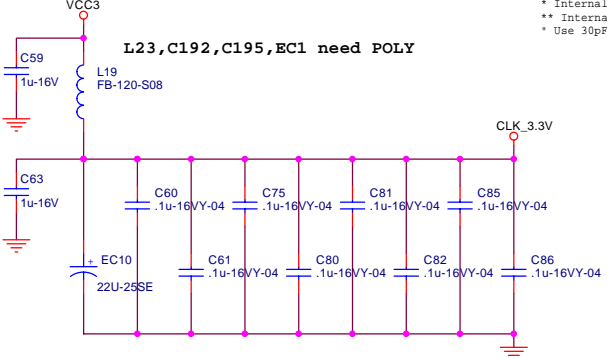 VCC3
* Internal
** Interna
* Use 30pF
L23,C192,C195,EC1 need POLY
C59
1u-16V
L19
FB-120-S08
CLK_3.3V
C63
1u-16V
C60
.1u-16VY-04
C75
.1u-16VY-04
C81
.1u-16VY-04
C85
.1u-16VY-04
+
EC10
22U-25SE
C61
.1u-16VY-04
C80
.1u-16VY-04
C82
.1u-16VY-04
C86
.1u-16VY-04